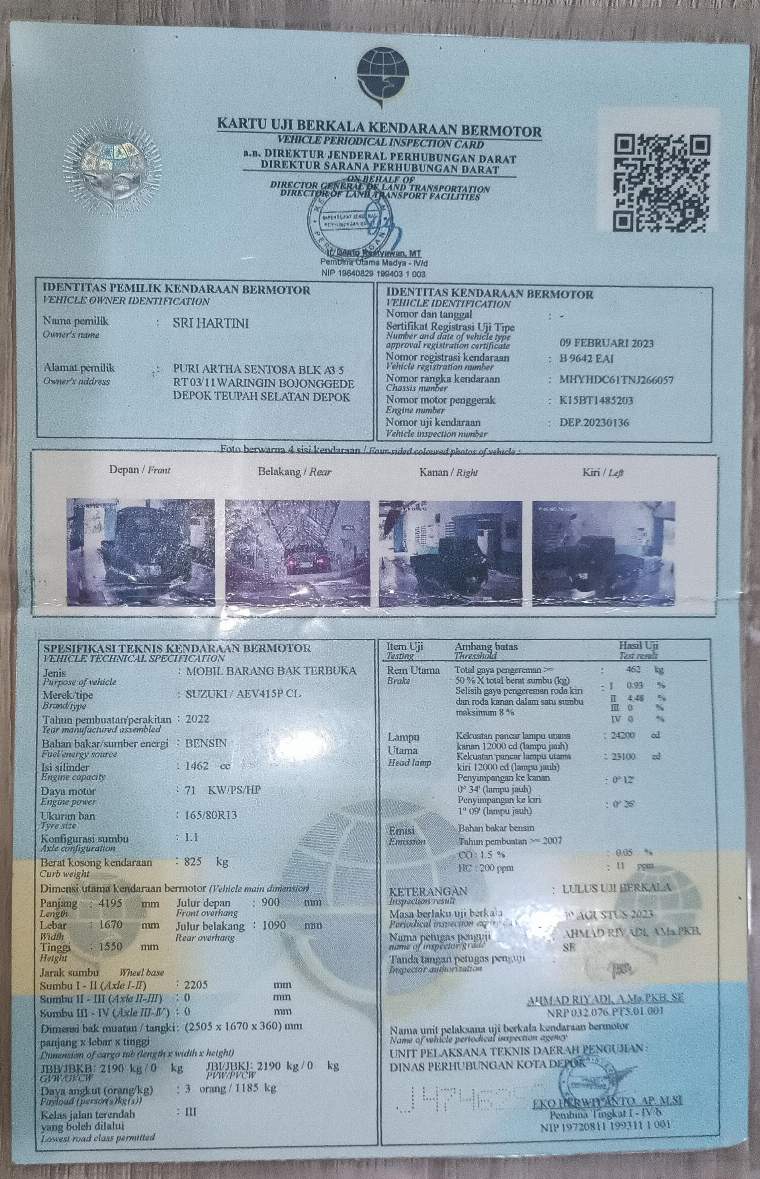 KARTU UJI BERKALA KENDARAAN BERMOTOR
VEHICLE PERIODICAL INSPECTION CARD
a.n. DIREKTUR JENDERAL PERHUBUNGAN DARAT
DIREKTUR SARANA PERHUBUNGAN DARAT
ON BEHALF OF
DIRECTOR GENERAL OF LAND TRANSPORTATION
DIRECTOR OF LAND TRANSPORT FACILITIES
MT
Pembina Utama Madya - IV/d
NIP 19640829 199403 1 003
IDENTITAS PEMILIK KENDARAAN BERMOTOR
VEHICLE OWNER IDENTIFICATION
Nama pemilik : SRI HARTINI
Owner's name
Alamat pemilik : PURI ARTHA SENTOSA BLK A3 5
Owner's address RT 03/11 WARINGIN BOJONGGEDE
DEPOK TEUPAH SELATAN DEPOK
IDENTITAS KENDARAAN BERMOTOR
VEHICLE IDENTIFICATION
Nomor dan tanggal : -
Sertifikat Registrasi Uji Tipe
Number and date of vehicle type
approval registration certificate 09 FEBRUARI 2023
Nomor registrasi kendaraan : B 9642 EAI
Vehicle registration number
Nomor rangka kendaraan : MHYHDC61TNJ266057
Chassis number
Nomor motor penggerak : K15BT1485203
Engine number
Nomor uji kendaraan : DEP.20230136
Vehicle inspection number
Foto berwarna 4 sisi kendaraan / Four-sided coloured photos of vehicle :
Depan / Front Belakang / Rear Kanan / Right Kiri / Left
SPESIFIKASI TEKNIS KENDARAAN BERMOTOR
VEHICLE TECHNICAL SPECIFICATION
Jenis : MOBIL BARANG BAK TERBUKA
Purpose of vehicle
Merek/tipe : SUZUKI / AEV415P CL
Brand/type
Tahun pembuatan/perakitan : 2022
Year manufactured/assembled
Bahan bakar/sumber energi : BENSIN
Fuel/energy source
Isi silinder : 1462 cc
Engine capacity
Daya motor : 71 KW/PS/HP
Engine power
Ukuran ban : 165/80R13
Tyre size
Konfigurasi sumbu : 1.1
Axle configuration
Berat kosong kendaraan : 825 kg
Curb weight
Dimensi utama kendaraan bermotor (Vehicle main dimension)
Panjang : 4195 mm Julur depan : 900 mm
Length Front overhang
Lebar : 1670 mm Julur belakang : 1090 mm
Width Rear overhang
Tinggi : 1550 mm
Height
Jarak sumbu Wheel base
Sumbu I - II (Axle I-II) : 2205 mm
Sumbu II - III (Axle II-III) : 0 mm
Sumbu III - IV (Axle III-IV) : 0 mm
Dimensi bak muatan / tangki : (2505 x 1670 x 360) mm
panjang x lebar x tinggi
Dimension of cargo tub (length x width x height)
JBB/JBKB : 2190 kg / 0 kg JBI/JBKI : 2190 kg / 0 kg
GVW/GVCW PVW/PVCW
Daya angkut (orang/kg) : 3 orang / 1185 kg
Payload (person(s)/kg(s))
Kelas jalan terendah : III
yang boleh dilalui
Lowest road class permitted
Item Uji Ambang batas Hasil Uji
Testing Threshhold Test result
Rem Utama Total gaya pengereman >= : 462 kg
Brake 50 % X total berat sumbu (kg)
Selisih gaya pengereman roda kiri : I 0.93 %
dan roda kanan dalam satu sumbu II 4.48 %
maksimum 8 % III 0 %
IV 0 %
Lampu Kekuatan pancar lampu utama : 24200 cd
Utama kanan 12000 cd (lampu jauh)
Head lamp Kekuatan pancar lampu utama : 23100 cd
kiri 12000 cd (lampu jauh)
Penyimpangan ke kanan : 0° 12'
0° 34' (lampu jauh)
Penyimpangan ke kiri : 0° 26'
1° 09' (lampu jauh)
Emisi Bahan bakar bensin
Emission Tahun pembuatan >= 2007
CO : 1.5 % : 0.05 %
HC : 200 ppm : 11 ppm
KETERANGAN : LULUS UJI BERKALA
Inspection result
Masa berlaku uji berkala AGUSTUS 2023
Periodical inspection
Nama petugas penguji : AHMAD RIYADI, A.Ma.PKB,
name of inspector/grade SE
Tanda tangan petugas penguji :
Inspector authorization
AHMAD RIYADI, A.Ma.PKB, SE
NRP 032.076.PT5.01.001
Nama unit pelaksana uji berkala kendaraan bermotor
Name of vehicle periodical inspection agency
UNIT PELAKSANA TEKNIS DAERAH PENGUJIAN :
DINAS PERHUBUNGAN KOTA DEPOK
EKO HERWIYANTO, AP, M.SI
Pembina Tingkat I - IV/b
NIP 19720811 199311 1 001